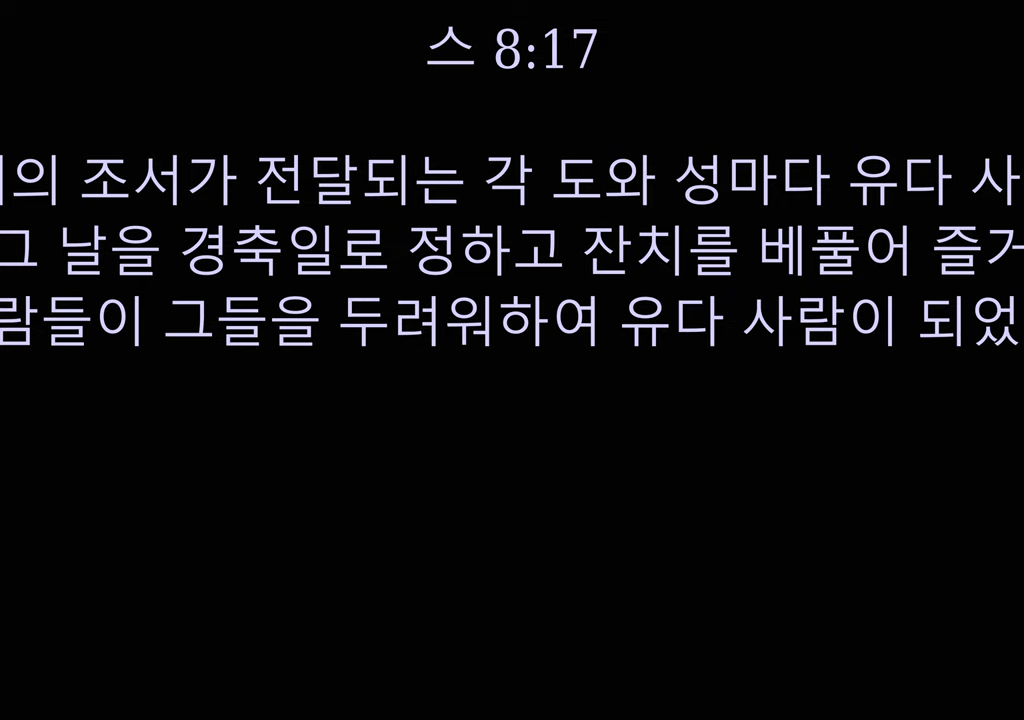 스 8:17
의 조서가 전달되는 각 도와 성마다 유다 사
그 날을 경축일로 정하고 잔치를 베풀어 즐거
람들이 그들을 두려워하여 유다 사람이 되었